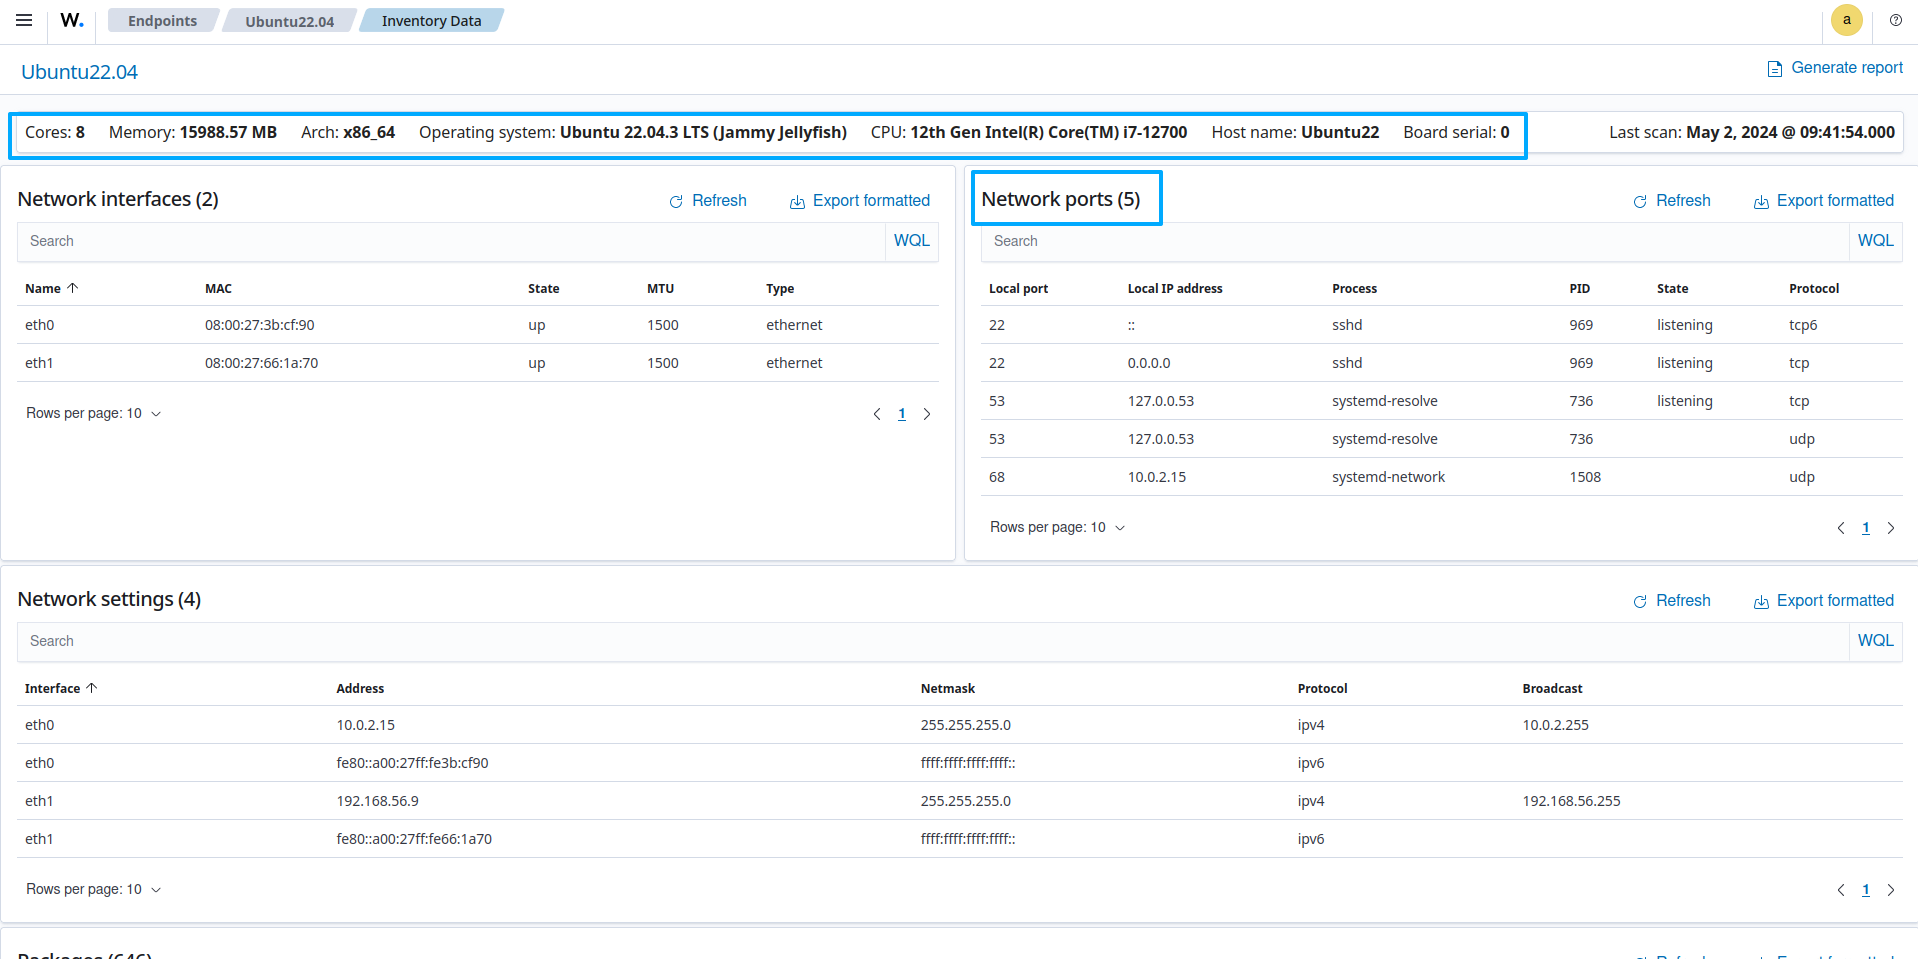 W.
Endpoints
Ubuntu22.04
Inventory Data
a
Ubuntu22.04
Generate report
Cores: 8 Memory: 15988.57 MB Arch: x86_64 Operating system: Ubuntu 22.04.3 LTS (Jammy Jellyfish) CPU: 12th Gen Intel(R) Core(TM) i7-12700 Host name: Ubuntu22 Board serial: 0 Last scan: May 2, 2024 @ 09:41:54.000
Network interfaces (2)
Refresh
Export formatted
Search
WQL
Name MAC State MTU Type
eth0 08:00:27:3b:cf:90 up 1500 ethernet
eth1 08:00:27:66:1a:70 up 1500 ethernet
Rows per page: 10
1
Network ports (5)
Refresh
Export formatted
Search
WQL
Local port Local IP address Process PID State Protocol
22 :: sshd 969 listening tcp6
22 0.0.0.0 sshd 969 listening tcp
53 127.0.0.53 systemd-resolve 736 listening tcp
53 127.0.0.53 systemd-resolve 736 udp
68 10.0.2.15 systemd-network 1508 udp
Rows per page: 10
1
Network settings (4)
Refresh
Export formatted
Search
WQL
Interface Address Netmask Protocol Broadcast
eth0 10.0.2.15 255.255.255.0 ipv4 10.0.2.255
eth0 fe80::a00:27ff:fe3b:cf90 ffff:ffff:ffff:ffff:: ipv6
eth1 192.168.56.9 255.255.255.0 ipv4 192.168.56.255
eth1 fe80::a00:27ff:fe66:1a70 ffff:ffff:ffff:ffff:: ipv6
Rows per page: 10
1
Packages (646)
Refresh
Export formatted